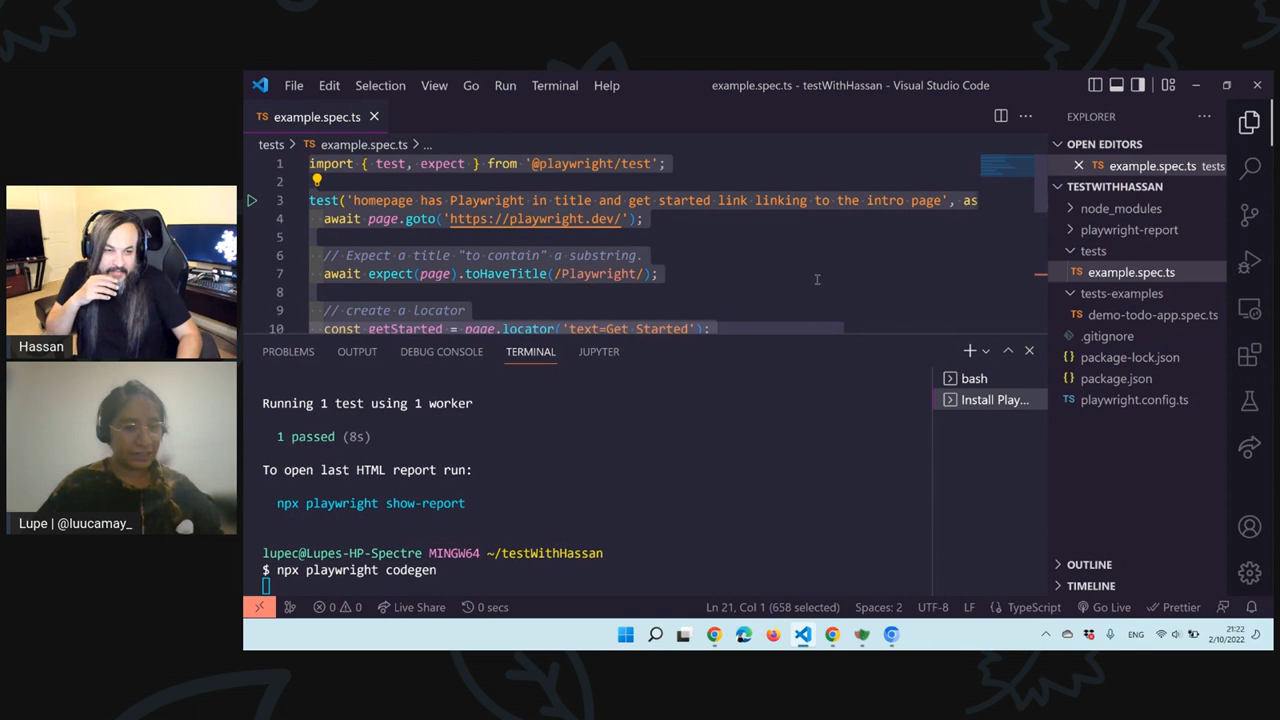 File Edit Selection View Go Run Terminal Help
example.spec.ts - testWithHassan - Visual Studio Code
TS example.spec.ts
tests > TS example.spec.ts > ...
1 import { test, expect } from '@playwright/test';
2
3 test('homepage has Playwright in title and get started link linking to the intro page', as
4 await page.goto('https://playwright.dev/');
5
6 // Expect a title "to contain" a substring.
7 await expect(page).toHaveTitle(/Playwright/);
8
9 // create a locator
10 const getStarted = page.locator('text=Get Started');
PROBLEMS OUTPUT DEBUG CONSOLE TERMINAL JUPYTER
Running 1 test using 1 worker
1 passed (8s)
To open last HTML report run:
npx playwright show-report
lupec@Lupes-HP-Spectre MINGW64 ~/testWithHassan
$ npx playwright codegen
bash
Install Play...
EXPLORER
OPEN EDITORS
TS example.spec.ts tests
TESTWITHHASSAN
node_modules
playwright-report
tests
TS example.spec.ts
tests-examples
TS demo-todo-app.spec.ts
.gitignore
{} package-lock.json
{} package.json
TS playwright.config.ts
OUTLINE
TIMELINE
Hassan
Lupe | @luucamay_
0 0 Live Share 0 secs
Ln 21, Col 1 (658 selected) Spaces: 2 UTF-8 LF {} TypeScript Go Live Prettier
ENG
21:22
2/10/2022